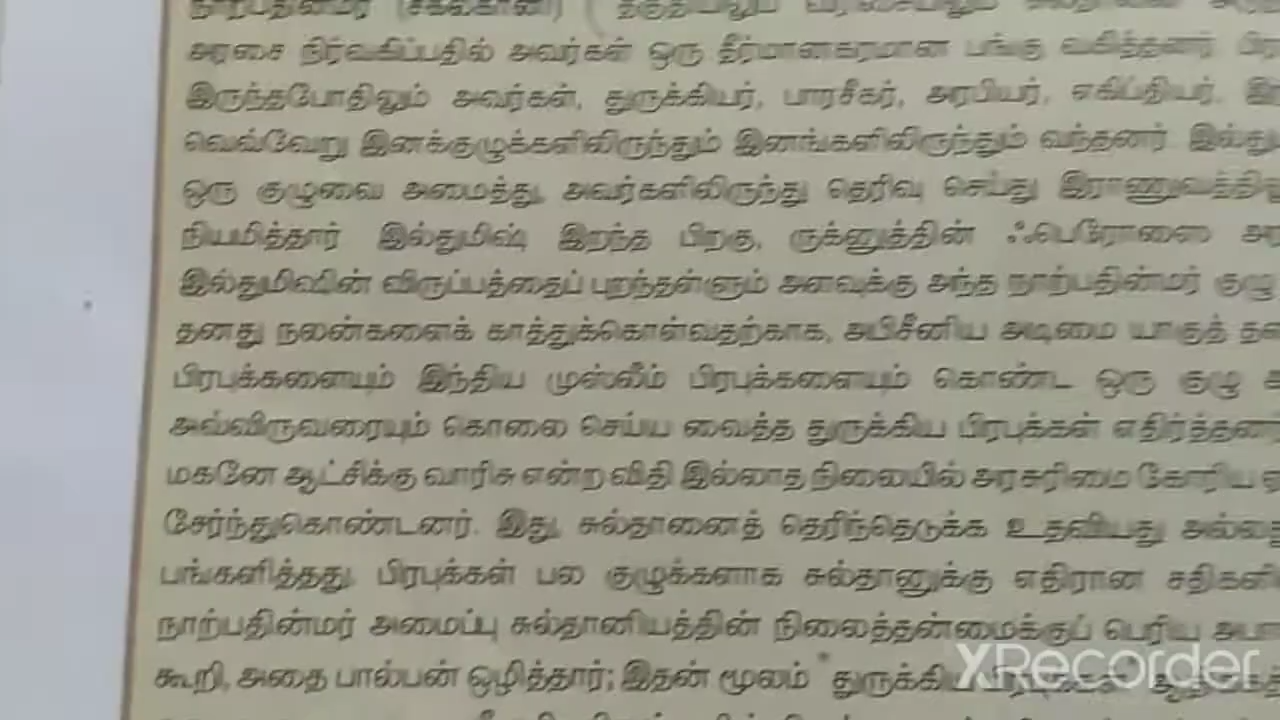 நாற்பதின்மர் (சகல்கானி)
அரசை நிர்வகிப்பதில் அவர்கள் ஒரு தீர்மானகரமான பங்கு வகித்தனர்.
இருந்தபோதிலும் அவர்கள், துருக்கியர், பாரசீகர், அரபியர், எகிப்தியர்,
வெவ்வேறு இனக்குழுக்களிலிருந்தும் இனங்களிலிருந்தும் வந்தனர்.
ஒரு குழுவை அமைத்து, அவர்களிலிருந்து தெரிவு செய்து
நியமித்தார். இல்துமிஷ் இறந்த பிறகு, ருக்னுத்தின் ஃபெரோஸை
இல்துமிஷின் விருப்பத்தைப் புறந்தள்ளும் அளவுக்கு அந்த நாற்பதின்மர் குழு
தனது நலன்களைக் காத்துக்கொள்வதற்காக, அபிசீனிய அடிமை யாகுத்
பிரபுக்களையும் இந்திய முஸ்லீம் பிரபுக்களையும் கொண்ட ஒரு குழு
அவ்விருவரையும் கொலை செய்ய வைத்த துருக்கிய பிரபுக்கள்
மகனே ஆட்சிக்கு வாரிசு என்ற விதி இல்லாத நிலையில் அரசுரிமை கோரிய
சேர்ந்துகொண்டனர். இது, சுல்தானைத் தெரிந்தெடுக்க உதவியது
பங்களித்தது. பிரபுக்கள் பல குழுக்களாக சுல்தானுக்கு எதிரான
நாற்பதின்மர் அமைப்பு சுல்தானியத்தின் நிலைத்தன்மைக்குப் பெரிய
கூறி, அதை பால்பன் ஒழித்தார்; இதன் மூலம் "துருக்கிய
XRecorder